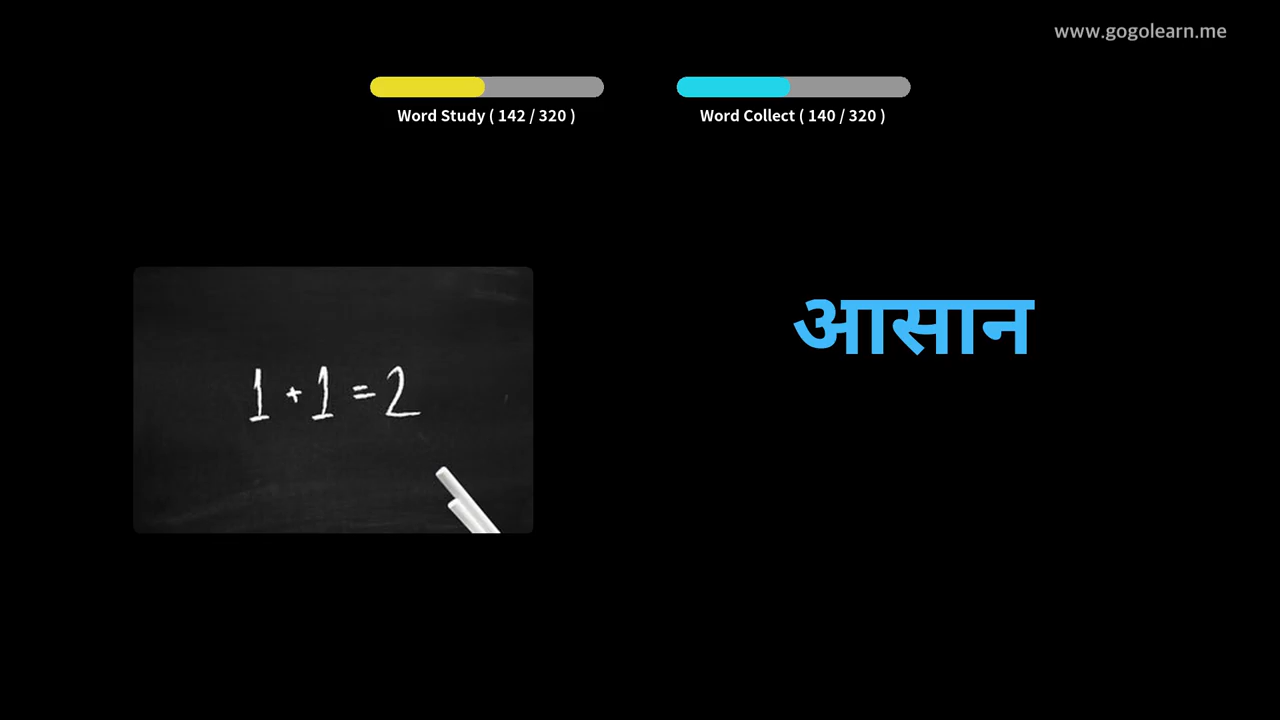 www.gogolearn.me
Word Study ( 142 / 320 )
Word Collect ( 140 / 320 )
आसान
1 + 1 = 2